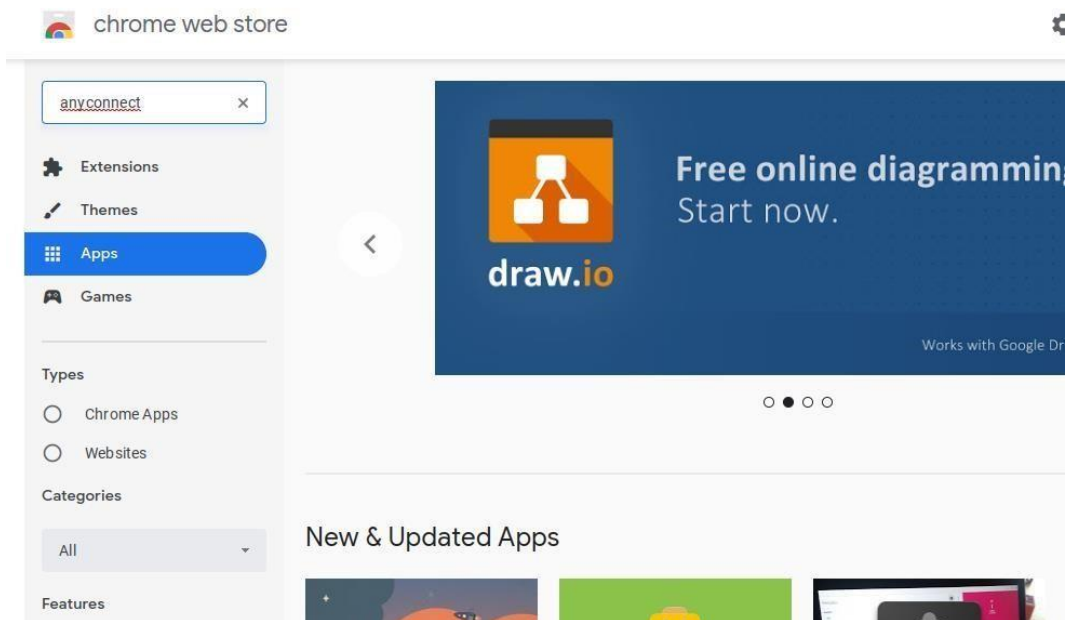 chrome web store
anyconnect
Extensions
Themes
Apps
Games
Types
Chrome Apps
Websites
Categories
All
Features
Free online diagramming
Start now.
draw.io
Works with Google Dr
New & Updated Apps